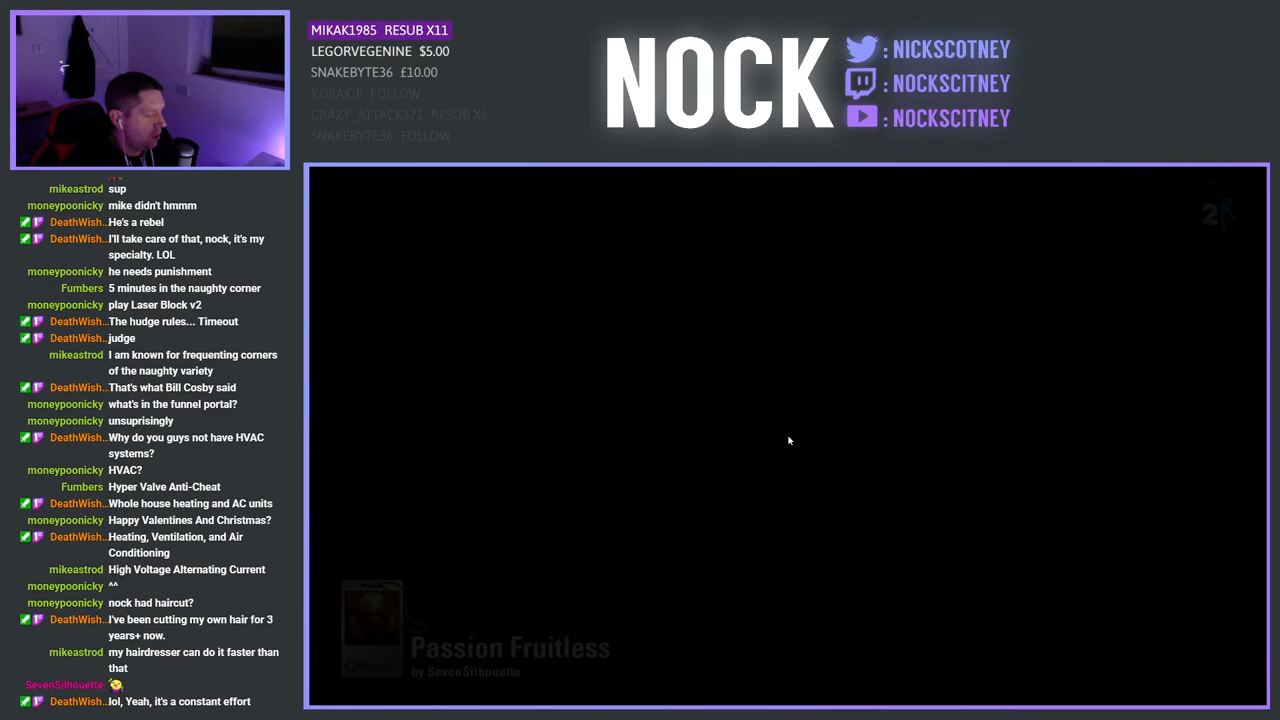 MIKAK1985 RESUB X11
LEGORVEGENINE $5.00
SNAKEBYTE36 £10.00
KORAKIE FOLLOW
CRAZY_ATTACK371 RESUB X6
SNAKEBYTE36 FOLLOW
NOCK
: NICKSCOTNEY
: NOCKSCITNEY
: NOCKSCITNEY
mikeastrod sup
moneypoonicky mike didn't hmmm
DeathWish... He's a rebel
DeathWish... I'll take care of that, nock, it's my
specialty. LOL
moneypoonicky he needs punishment
Fumbers 5 minutes in the naughty corner
moneypoonicky play Laser Block v2
DeathWish... The hudge rules... Timeout
DeathWish... judge
mikeastrod I am known for frequenting corners
of the naughty variety
DeathWish... That's what Bill Cosby said
moneypoonicky what's in the funnel portal?
moneypoonicky unsuprisingly
DeathWish... Why do you guys not have HVAC
systems?
moneypoonicky HVAC?
Fumbers Hyper Valve Anti-Cheat
DeathWish... Whole house heating and AC units
moneypoonicky Happy Valentines And Christmas?
DeathWish... Heating, Ventilation, and Air
Conditioning
mikeastrod High Voltage Alternating Current
moneypoonicky ^^
moneypoonicky nock had haircut?
DeathWish... I've been cutting my own hair for 3
years+ now.
mikeastrod my hairdresser can do it faster than
that
SevenSilhouette
DeathWish... lol, Yeah, it's a constant effort
2
Passion Fruitless
by SevenSilhouette